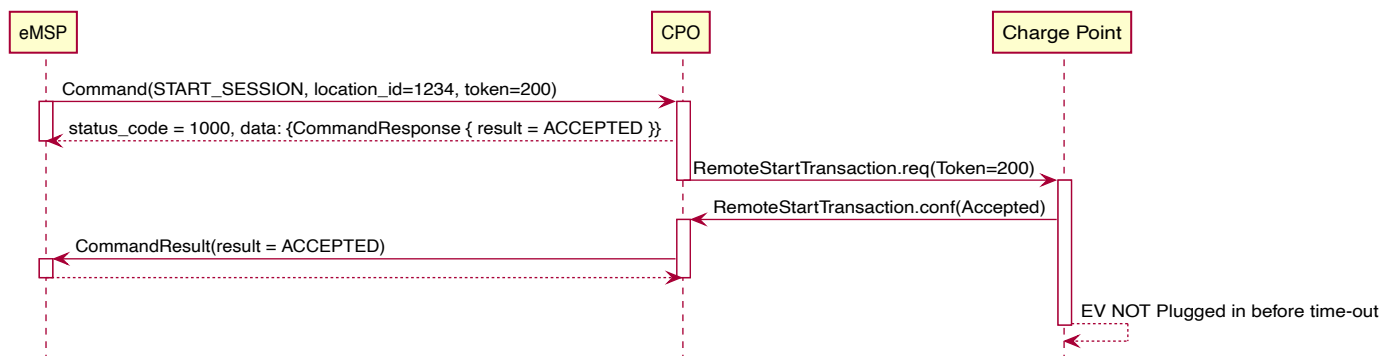 eMSP
CPO
Charge Point
Command(START_SESSION, location_id=1234, token=200)
status_code = 1000, data: {CommandResponse { result = ACCEPTED }}
RemoteStartTransaction.req(Token=200)
RemoteStartTransaction.conf(Accepted)
CommandResult(result = ACCEPTED)
EV NOT Plugged in before time-out